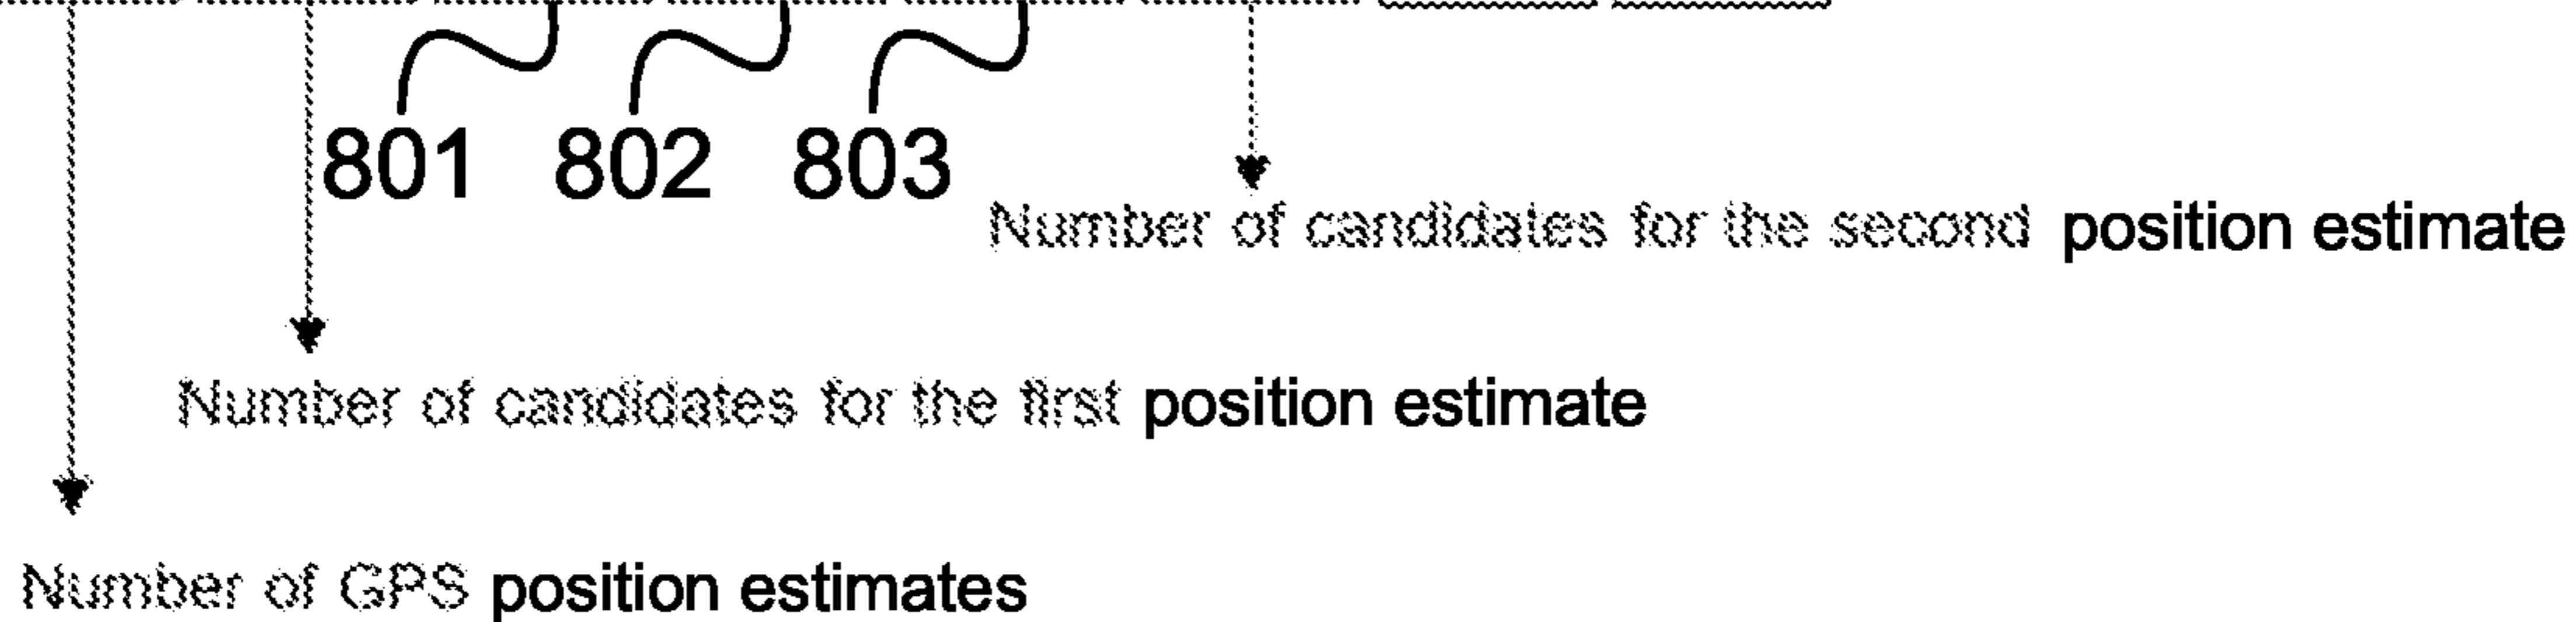 801 802 803
Number of candidates for the second position estimate
Number of candidates for the first position estimate
Number of GPS position estimates